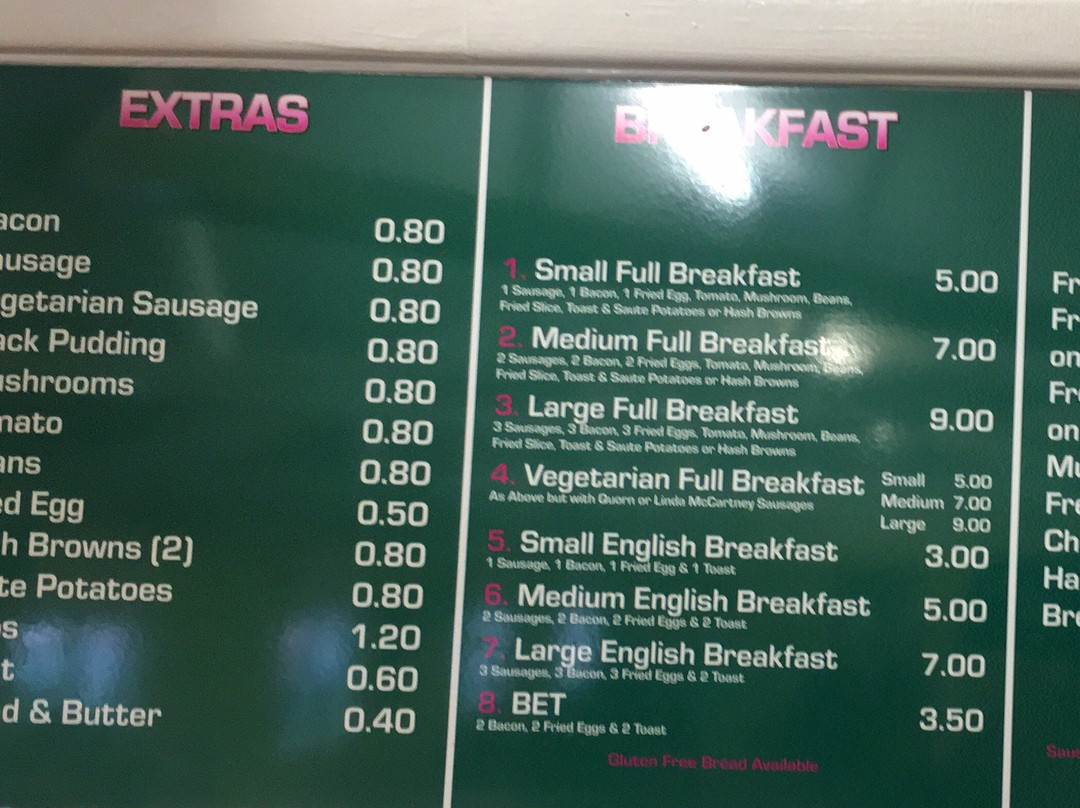 EXTRAS
acon 0.80
ausage 0.80
getarian Sausage 0.80
ack Pudding 0.80
ushrooms 0.80
mato 0.80
ans 0.80
ed Egg 0.50
h Browns (2) 0.80
te Potatoes 0.80
s 1.20
t 0.60
d & Butter 0.40
BREAKFAST
1. Small Full Breakfast 5.00
1 Sausage, 1 Bacon, 1 Fried Egg, Tomato, Mushroom, Beans,
Fried Slice, Toast & Saute Potatoes or Hash Browns
2. Medium Full Breakfast 7.00
2 Sausages, 2 Bacon, 2 Fried Eggs, Tomato, Mushroom, Beans,
Fried Slice, Toast & Saute Potatoes or Hash Browns
3. Large Full Breakfast 9.00
3 Sausages, 3 Bacon, 3 Fried Eggs, Tomato, Mushroom, Beans,
Fried Slice, Toast & Saute Potatoes or Hash Browns
4. Vegetarian Full Breakfast Small 5.00
As Above but with Quorn or Linda McCartney Sausages Medium 7.00
Large 9.00
5. Small English Breakfast 3.00
1 Sausage, 1 Bacon, 1 Fried Egg & 1 Toast
6. Medium English Breakfast 5.00
2 Sausages, 2 Bacon, 2 Fried Eggs & 2 Toast
7. Large English Breakfast 7.00
3 Sausages, 3 Bacon, 3 Fried Eggs & 2 Toast
8. BET 3.50
2 Bacon, 2 Fried Eggs & 2 Toast
Gluten Free Bread Available
Fr
Fr
on
Fre
on
Mu
Fre
Ch
Ha
Bre
Saus